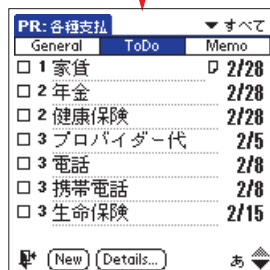 PR: 各種支払 ▼ すべて
General ToDo Memo
1 家賃 2/28
2 年金 2/28
2 健康保険 2/28
3 プロバイダー代 2/5
3 電話 2/8
3 携帯電話 2/8
3 生命保険 2/15
New Details... あ